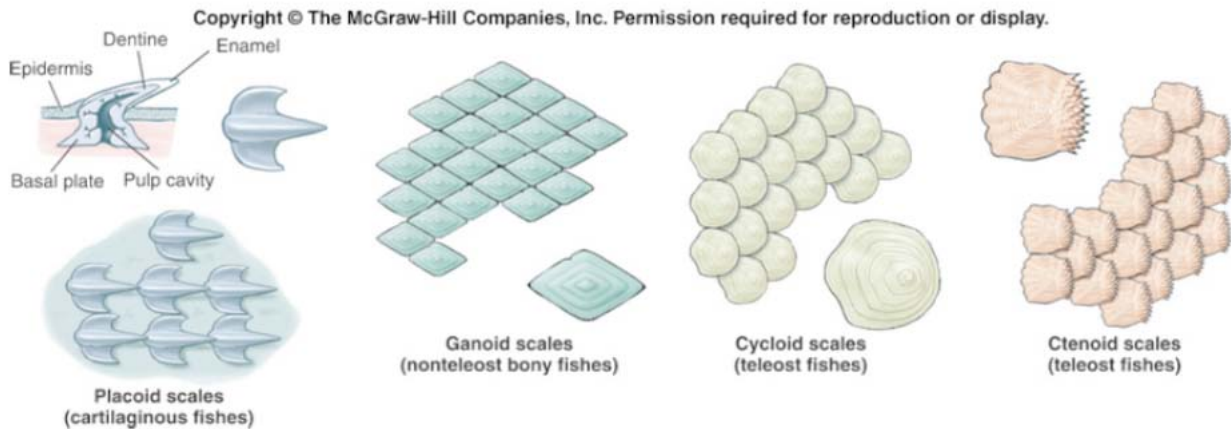 Copyright © The McGraw-Hill Companies, Inc. Permission required for reproduction or display.
Dentine
Enamel
Epidermis
Basal plate
Pulp cavity
Placoid scales
(cartilaginous fishes)
Ganoid scales
(nonteleost bony fishes)
Cycloid scales
(teleost fishes)
Ctenoid scales
(teleost fishes)